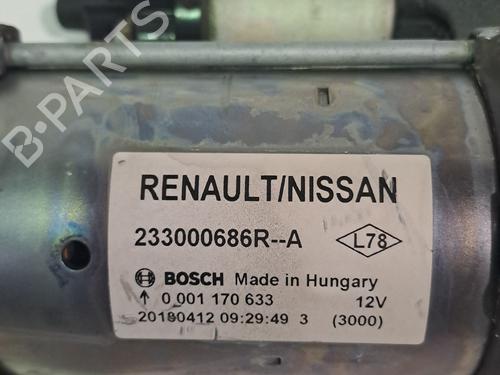 B-PARTS
RENAULT/NISSAN
233000686R--A
L78
BOSCH Made in Hungary
↑ 0 001 170 633 12V
20180412 09:29:49 3 (3000)